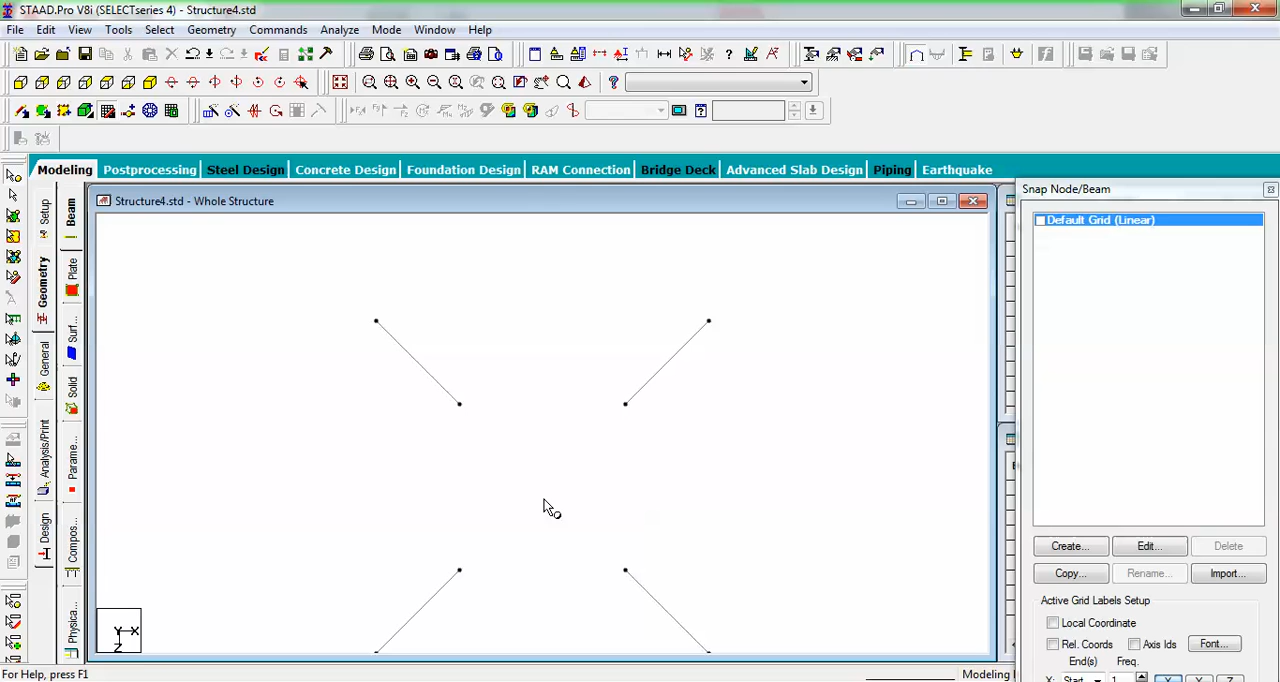 STAAD.Pro V8i (SELECTseries 4) - Structure4.std
File Edit View Tools Select Geometry Commands Analyze Mode Window Help
Modeling Postprocessing Steel Design Concrete Design Foundation Design RAM Connection Bridge Deck Advanced Slab Design Piping Earthquake
Structure4.std - Whole Structure
Setup
Geometry
General
Analysis/Print
Design
Beam
Plate
Surf...
Solid
Parame...
Compos...
Physica...
Y X
Z
Snap Node/Beam
Default Grid (Linear)
Create... Edit... Delete
Copy... Rename... Import...
Active Grid Labels Setup
Local Coordinate
Rel. Coords Axis Ids Font...
End(s) Freq.
X: Start 1 X Y Z
For Help, press F1
Modeling